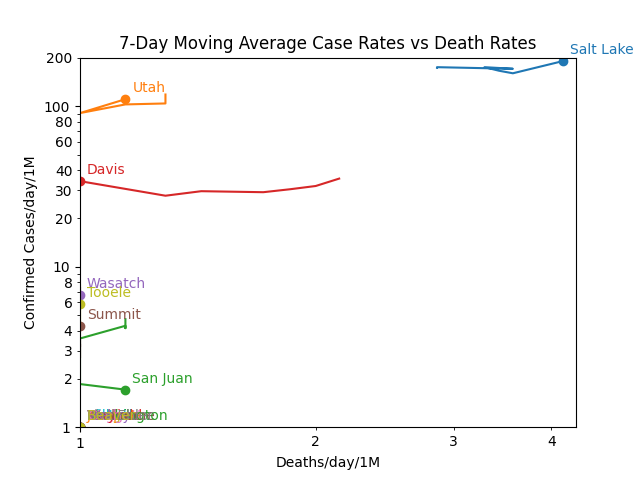 7-Day Moving Average Case Rates vs Death Rates
Salt Lake
200
Utah
100
80
60
Davis
40
30
20
10
Wasatch
8
Tooele
6
Summit
4
3
San Juan
2
1
1
2
3
4
Confirmed Cases/day/1M
Deaths/day/1M